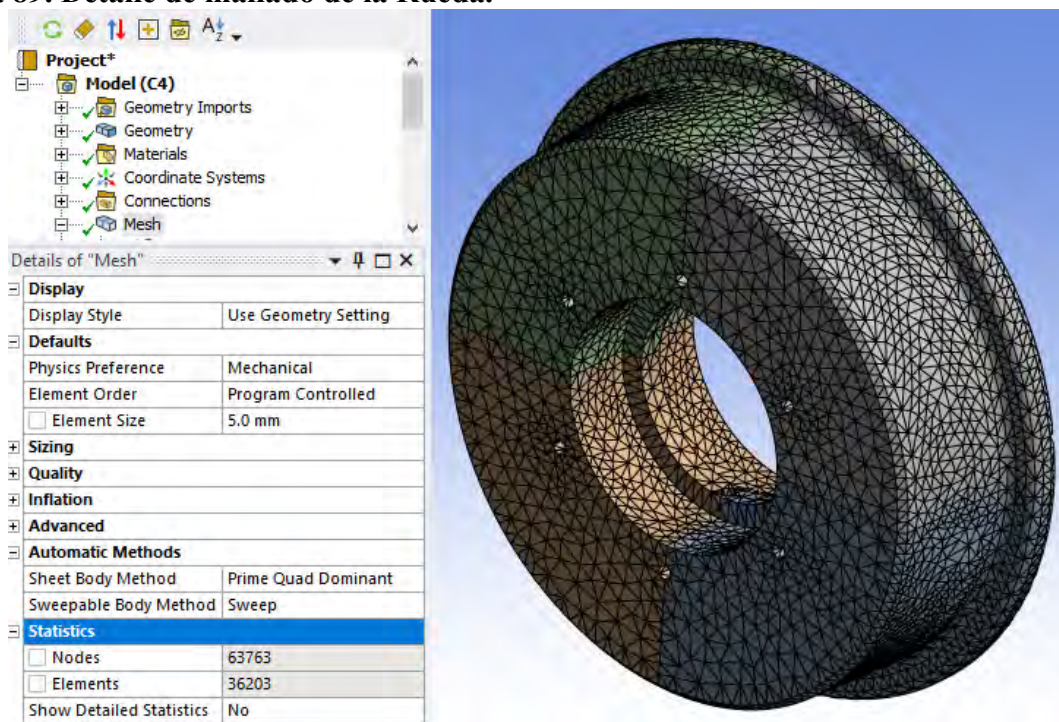 89. Detalle de mallado de la Rueda.
Project*
Model (C4)
Geometry Imports
Geometry
Materials
Coordinate Systems
Connections
Mesh
Details of "Mesh"
Display
Display Style Use Geometry Setting
Defaults
Physics Preference Mechanical
Element Order Program Controlled
Element Size 5.0 mm
Sizing
Quality
Inflation
Advanced
Automatic Methods
Sheet Body Method Prime Quad Dominant
Sweepable Body Method Sweep
Statistics
Nodes 63763
Elements 36203
Show Detailed Statistics No